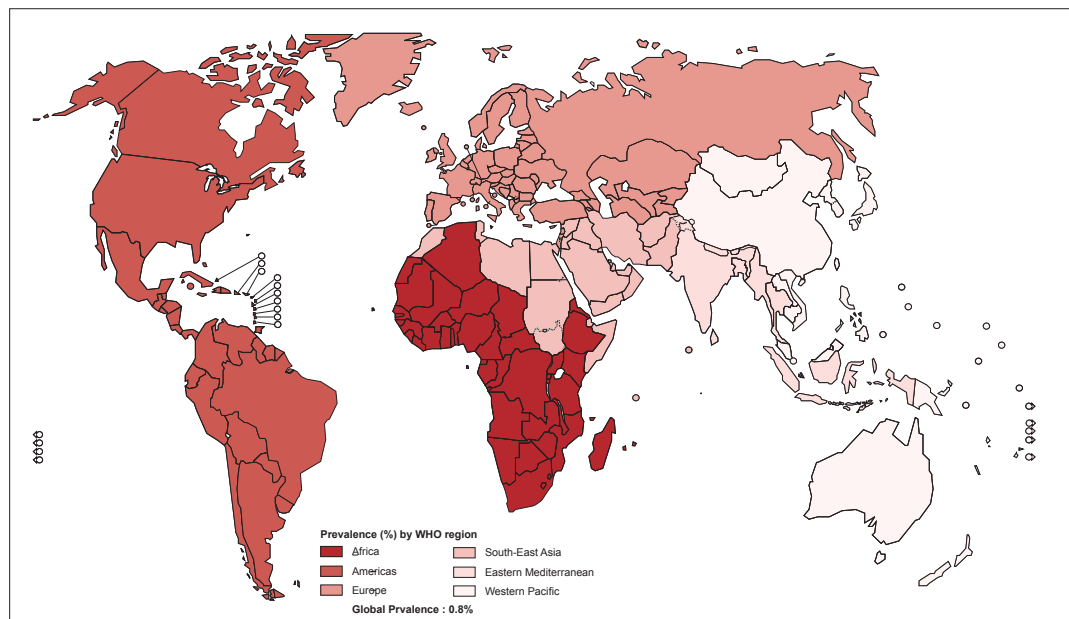 Prevalence (%) by WHO region
Africa
Americas
Europe
South-East Asia
Eastern Mediterranean
Western Pacific
Global Prvalence : 0.8%